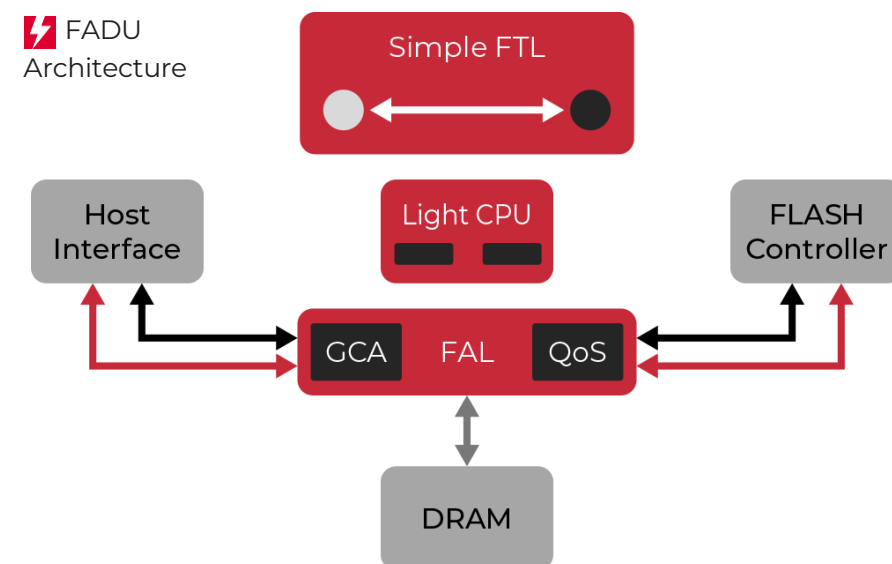 FADU
Architecture
Simple FTL
Host
Interface
Light CPU
FLASH
Controller
GCA
FAL
QoS
DRAM